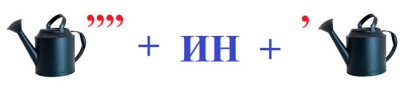 ,,,, + ИН + ,